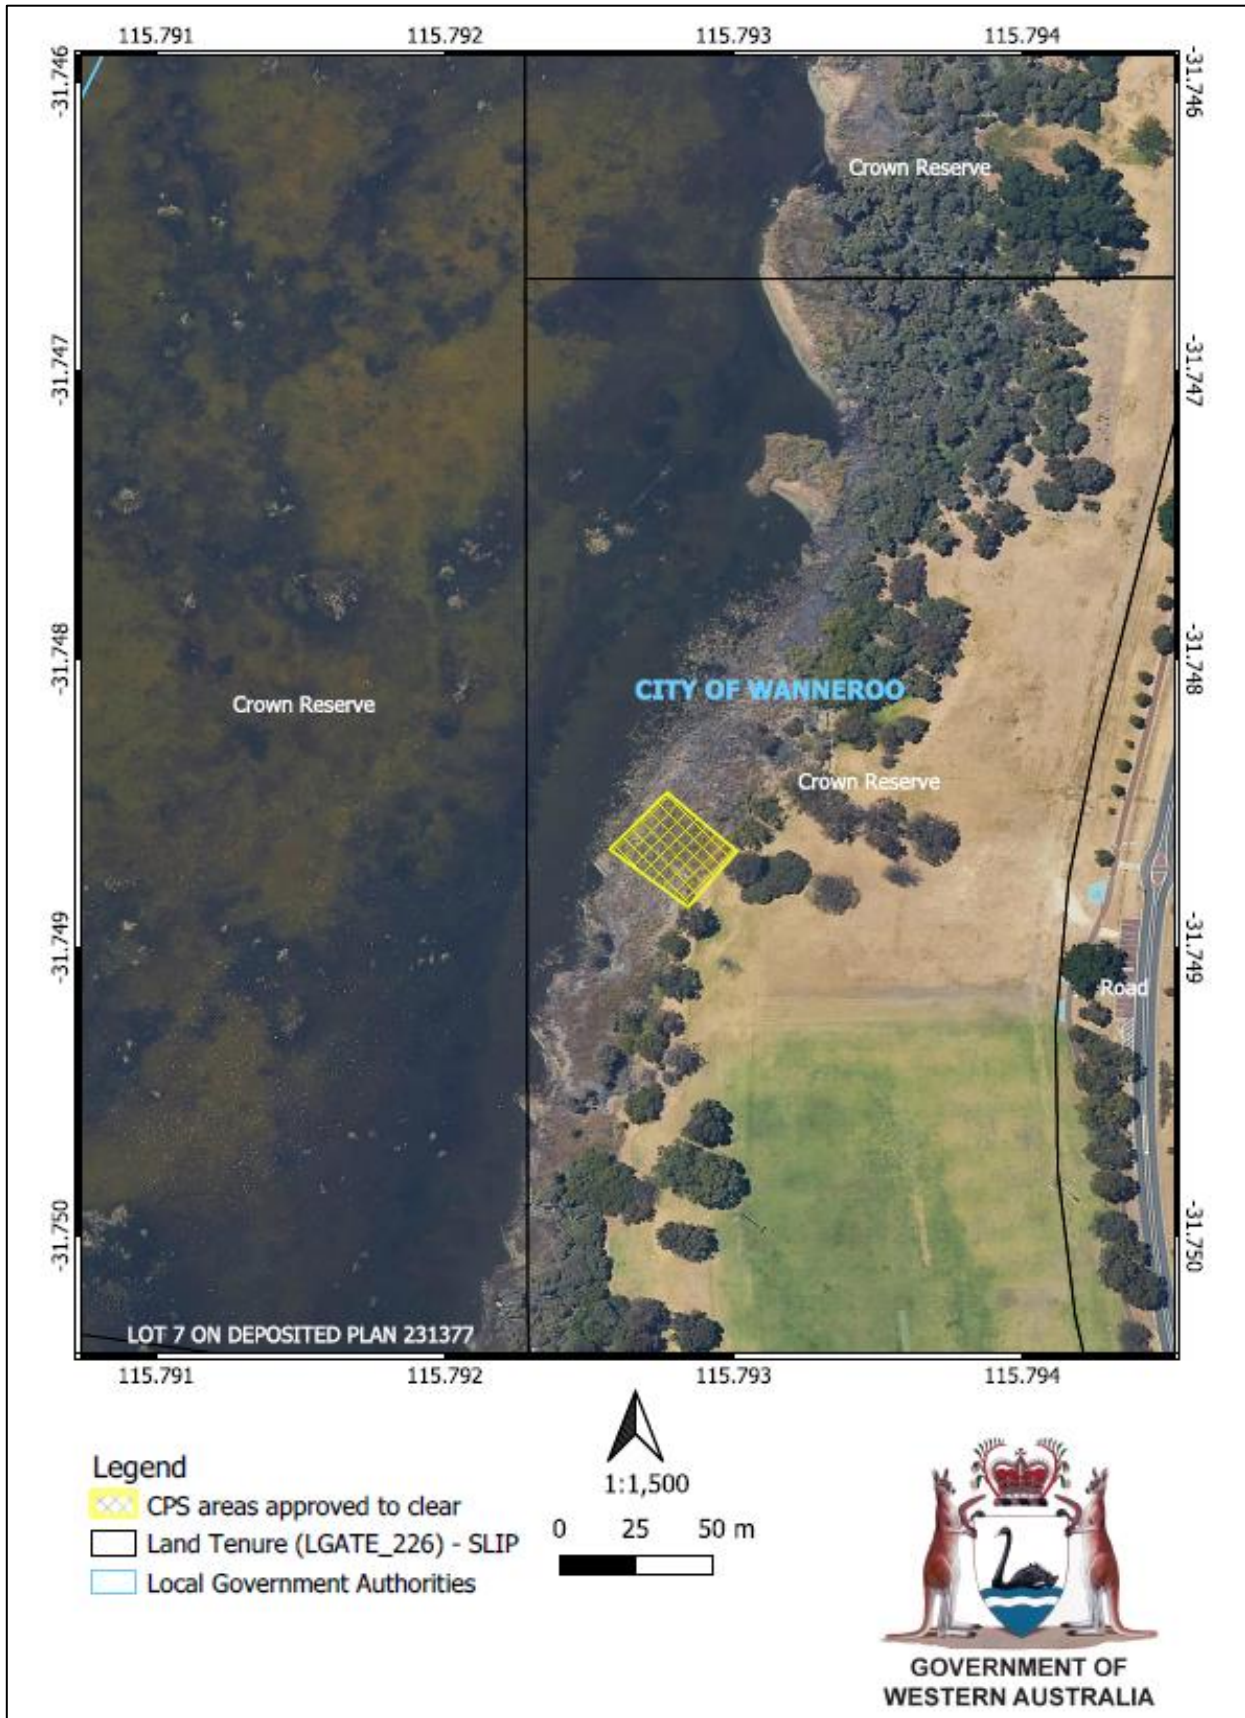 115.791 115.792 115.793 115.794
-31.746 -31.746
Crown Reserve
-31.747 -31.747
-31.748 -31.748
CITY OF WANNEROO
Crown Reserve
Crown Reserve
-31.749 -31.749
Road
-31.750 -31.750
LOT 7 ON DEPOSITED PLAN 231377
115.791 115.792 115.793 115.794
Legend
CPS areas approved to clear
Land Tenure (LGATE_226) - SLIP
Local Government Authorities
1:1,500
0 25 50 m
GOVERNMENT OF
WESTERN AUSTRALIA